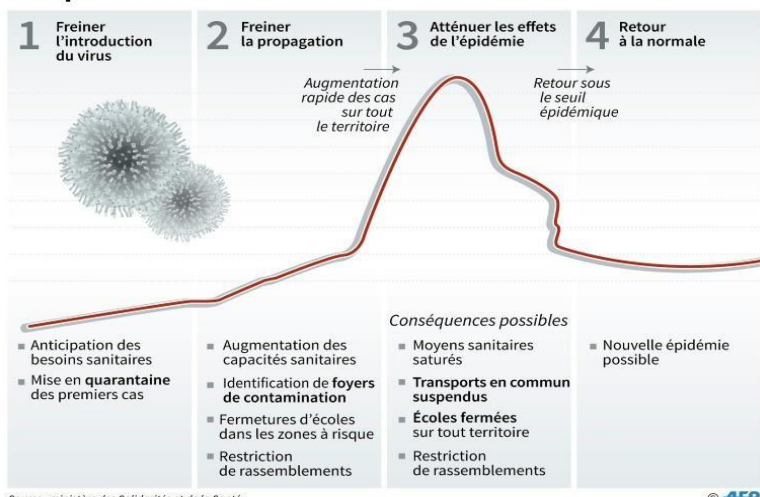 1
Freiner
l'introduction
du virus
2
Freiner
la propagation
3
Atténuer les effets
de l'épidémie
4
Retour
à la normale
Augmentation
rapide des cas
sur tout
le territoire
Retour sous
le seuil
épidémique
Anticipation des
besoins sanitaires
Mise en quarantaine
des premiers cas
Augmentation des
capacités sanitaires
Identification de foyers
de contamination
Fermetures d'écoles
dans les zones à risque
Restriction
de rassemblements
Conséquences possibles
Moyens sanitaires
saturés
Transports en commun
suspendus
Écoles fermées
sur tout territoire
Restriction
de rassemblements
Nouvelle épidémie
possible
© AFP